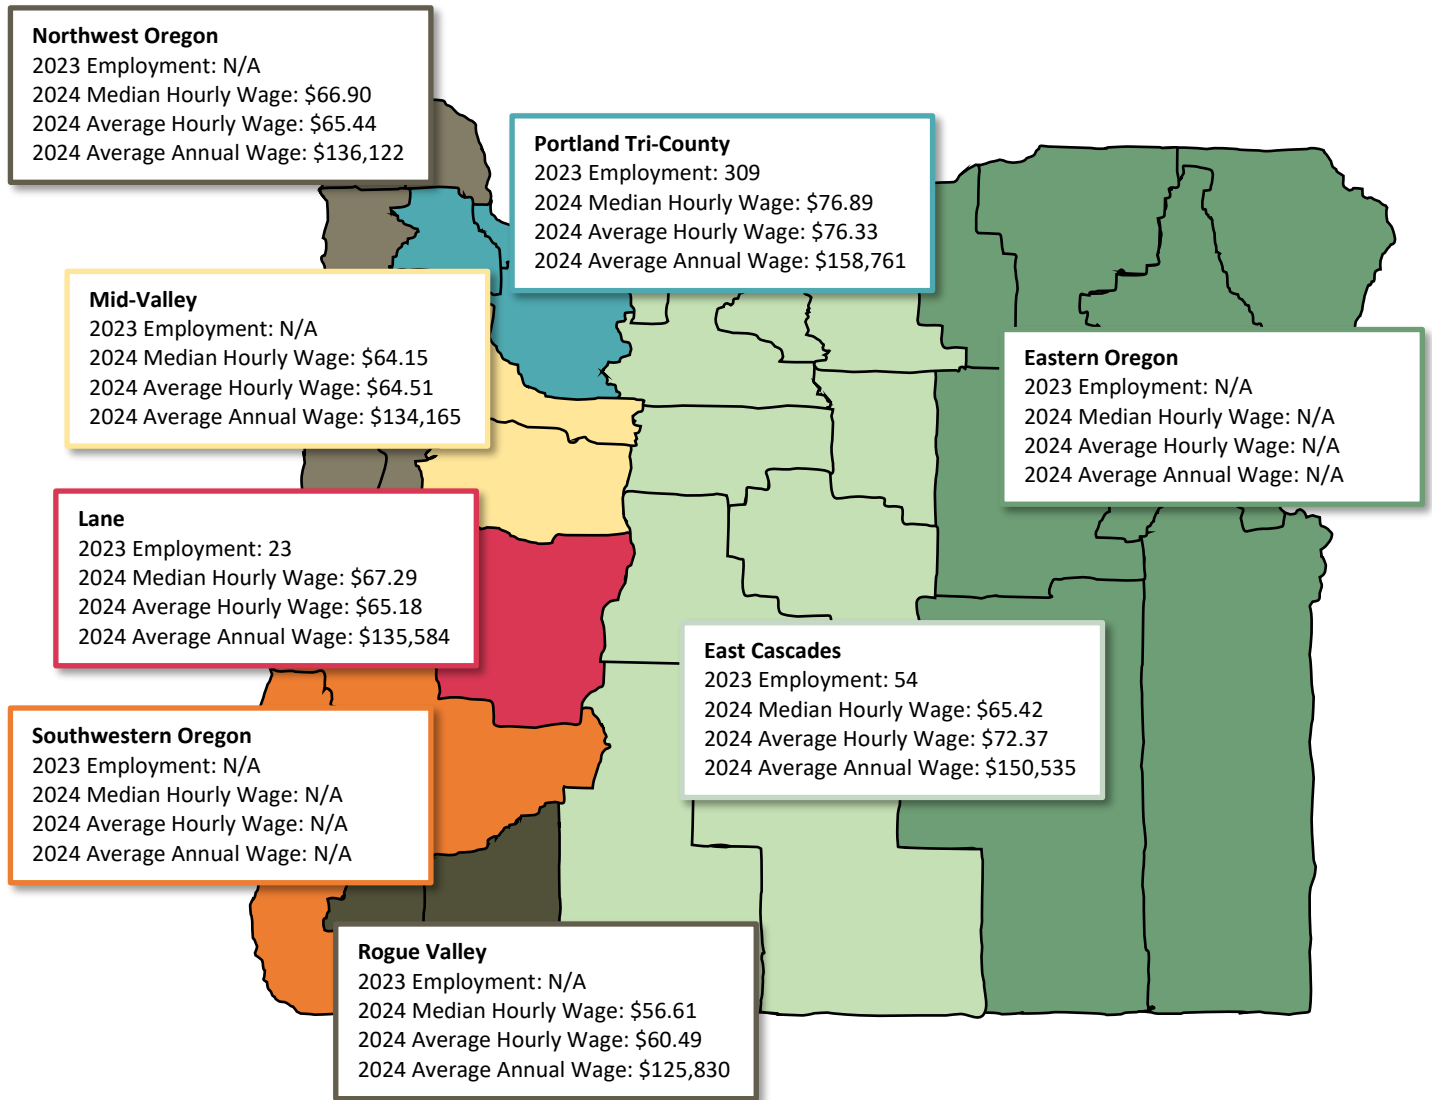 Northwest Oregon
2023 Employment: N/A
2024 Median Hourly Wage: $66.90
2024 Average Hourly Wage: $65.44
2024 Average Annual Wage: $136,122
Portland Tri-County
2023 Employment: 309
2024 Median Hourly Wage: $76.89
2024 Average Hourly Wage: $76.33
2024 Average Annual Wage: $158,761
Mid-Valley
2023 Employment: N/A
2024 Median Hourly Wage: $64.15
2024 Average Hourly Wage: $64.51
2024 Average Annual Wage: $134,165
Eastern Oregon
2023 Employment: N/A
2024 Median Hourly Wage: N/A
2024 Average Hourly Wage: N/A
2024 Average Annual Wage: N/A
Lane
2023 Employment: 23
2024 Median Hourly Wage: $67.29
2024 Average Hourly Wage: $65.18
2024 Average Annual Wage: $135,584
East Cascades
2023 Employment: 54
2024 Median Hourly Wage: $65.42
2024 Average Hourly Wage: $72.37
2024 Average Annual Wage: $150,535
Southwestern Oregon
2023 Employment: N/A
2024 Median Hourly Wage: N/A
2024 Average Hourly Wage: N/A
2024 Average Annual Wage: N/A
Rogue Valley
2023 Employment: N/A
2024 Median Hourly Wage: $56.61
2024 Average Hourly Wage: $60.49
2024 Average Annual Wage: $125,830